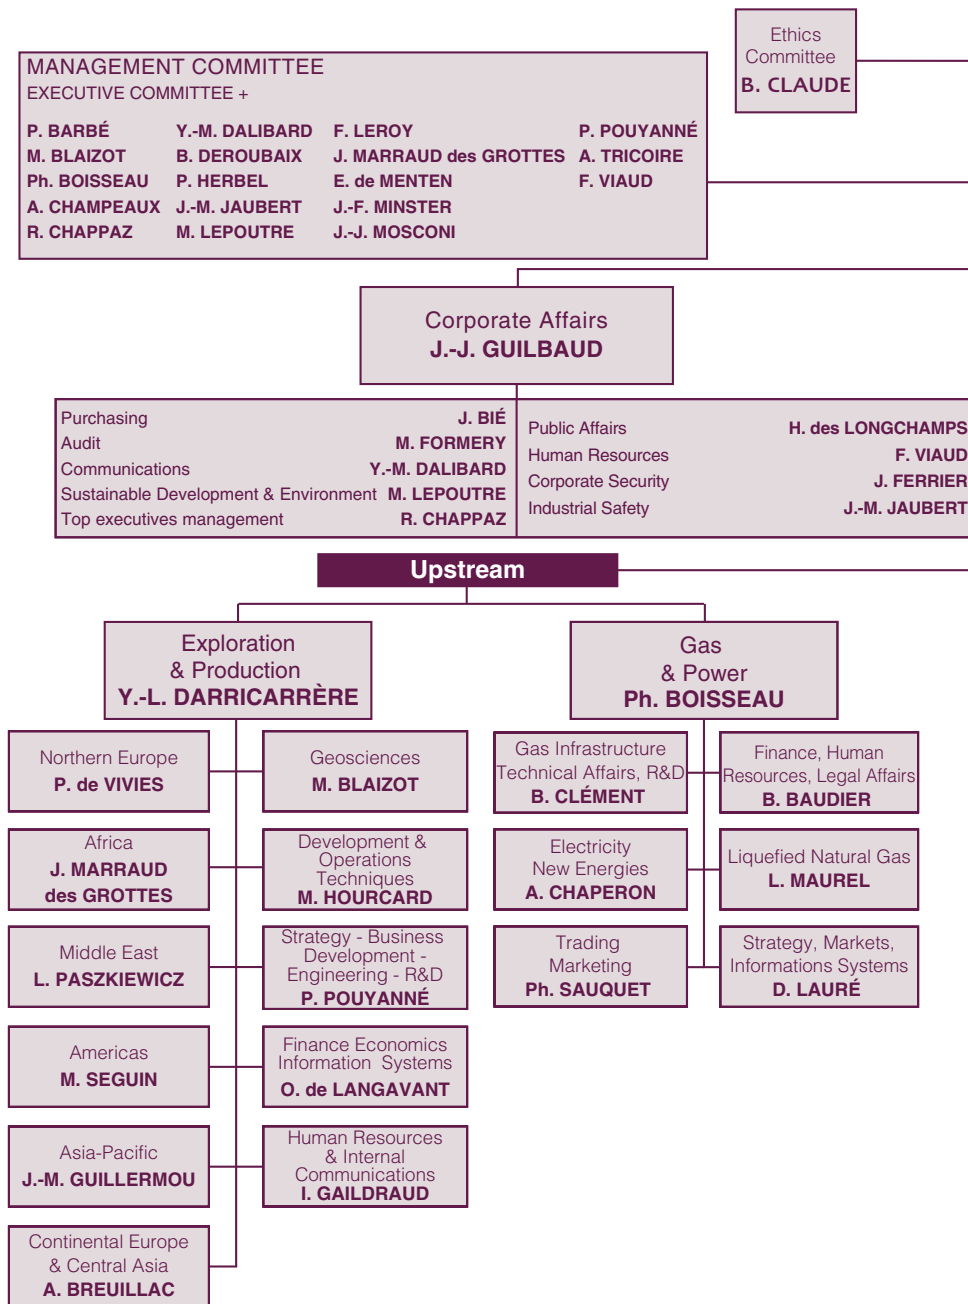 Ethics
Committee
B. CLAUDE
MANAGEMENT COMMITTEE
EXECUTIVE COMMITTEE +
P. BARBÉ Y.-M. DALIBARD F. LEROY P. POUYANNÉ
M. BLAIZOT B. DEROUBAIX J. MARRAUD des GROTTES A. TRICOIRE
Ph. BOISSEAU P. HERBEL E. de MENTEN F. VIAUD
A. CHAMPEAUX J.-M. JAUBERT J.-F. MINSTER
R. CHAPPAZ M. LEPOUTRE J.-J. MOSCONI
Corporate Affairs
J.-J. GUILBAUD
Purchasing J. BIÉ
Audit M. FORMERY
Communications Y.-M. DALIBARD
Sustainable Development & Environment M. LEPOUTRE
Top executives management R. CHAPPAZ
Public Affairs H. des LONGCHAMPS
Human Resources F. VIAUD
Corporate Security J. FERRIER
Industrial Safety J.-M. JAUBERT
Upstream
Exploration
& Production
Y.-L. DARRICARRÈRE
Gas
& Power
Ph. BOISSEAU
Northern Europe
P. de VIVIES
Geosciences
M. BLAIZOT
Gas Infrastructure
Technical Affairs, R&D
B. CLÉMENT
Finance, Human
Resources, Legal Affairs
B. BAUDIER
Africa
J. MARRAUD
des GROTTES
Development &
Operations
Techniques
M. HOURCARD
Electricity
New Energies
A. CHAPERON
Liquefied Natural Gas
L. MAUREL
Middle East
L. PASZKIEWICZ
Strategy - Business
Development -
Engineering - R&D
P. POUYANNÉ
Trading
Marketing
Ph. SAUQUET
Strategy, Markets,
Informations Systems
D. LAURÉ
Americas
M. SEGUIN
Finance Economics
Information Systems
O. de LANGAVANT
Asia-Pacific
J.-M. GUILLERMOU
Human Resources
& Internal
Communications
I. GAILDRAUD
Continental Europe
& Central Asia
A. BREUILLAC